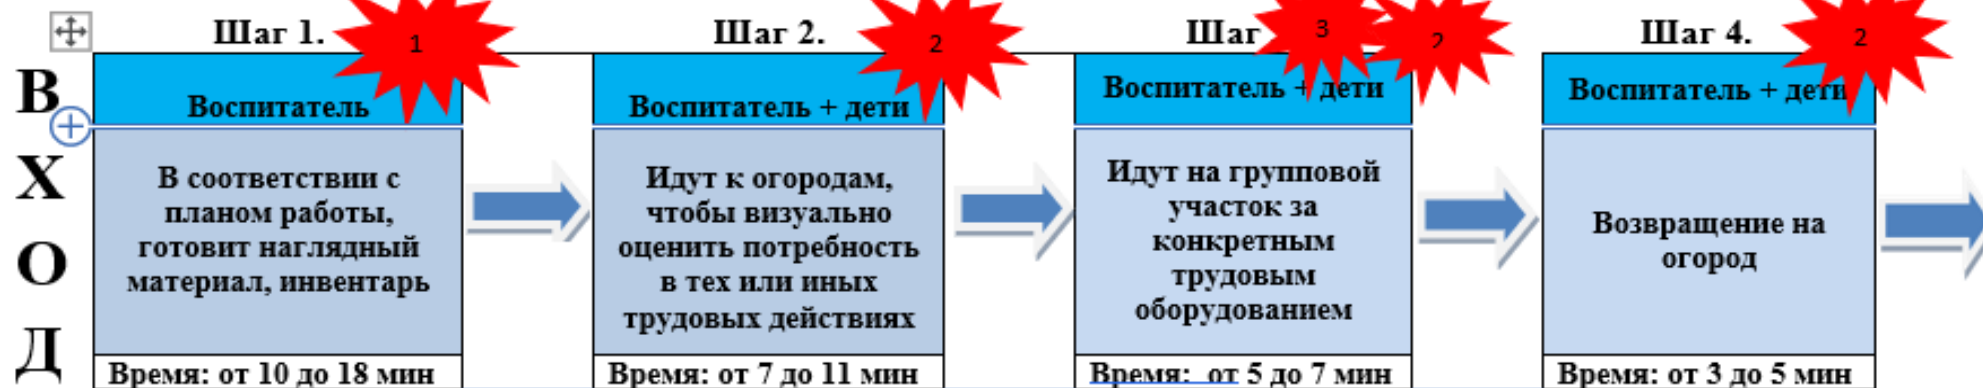 ВХОД
Шаг 1.
1
Воспитатель
В соответствии с
планом работы,
готовит наглядный
материал, инвентарь
Время: от 10 до 18 мин
Шаг 2.
2
Воспитатель + дети
Идут к огородам,
чтобы визуально
оценить потребность
в тех или иных
трудовых действиях
Время: от 7 до 11 мин
Шаг
3
2
Воспитатель + дети
Идут на групповой
участок за
конкретным
трудовым
оборудованием
Время: от 5 до 7 мин
Шаг 4.
2
Воспитатель + дети
Возвращение на
огород
Время: от 3 до 5 мин